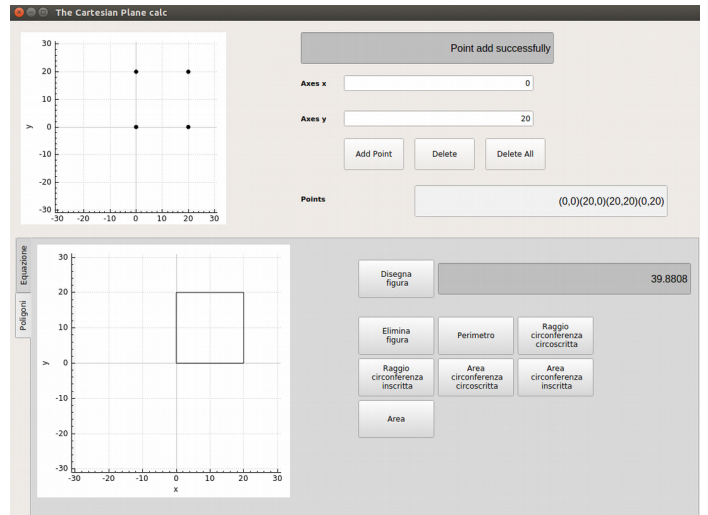 The Cartesian Plane calc
30
20
10
0
-10
-20
-30
y
-30 -20 -10 0 10 20 30
Point add successfully
Axes x 0
Axes y 20
Add Point Delete Delete All
Points (0,0)(20,0)(20,20)(0,20)
Equazione
Poligoni
30
20
10
0
-10
-20
-30
y
-30 -20 -10 0 10 20 30
x
Disegna
figura
39.8808
Elimina
figura
Perimetro
Raggio
circonferenza
circoscritta
Raggio
circonferenza
inscritta
Area
circonferenza
circoscritta
Area
circonferenza
inscritta
Area